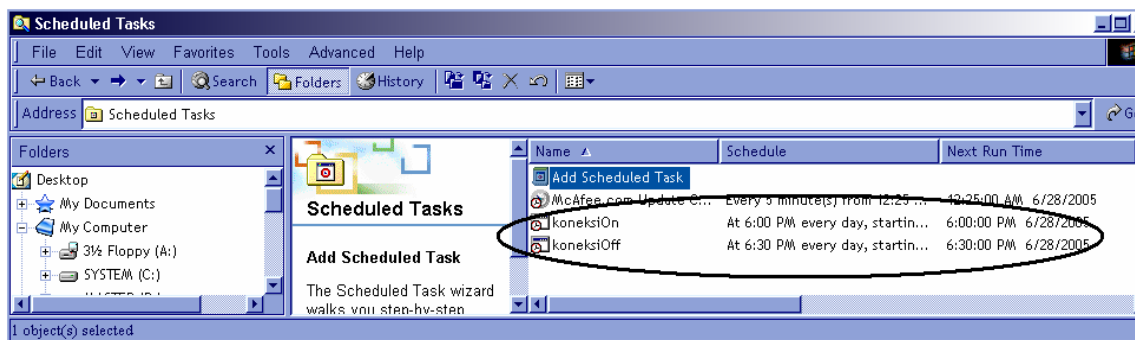 Scheduled Tasks
File Edit View Favorites Tools Advanced Help
Back Search Folders History
Address Scheduled Tasks
Folders
Desktop
My Documents
My Computer
3½ Floppy (A:)
SYSTEM (C:)
Scheduled Tasks
Add Scheduled Task
The Scheduled Task wizard
walks you step-by-step
Name Schedule Next Run Time
Add Scheduled Task
McAfee.com Update C... Every 5 minute(s) from 12:25 ... 12:25:00 AM 6/28/2005
koneksiOn At 6:00 PM every day, startin... 6:00:00 PM 6/28/2005
koneksiOff At 6:30 PM every day, startin... 6:30:00 PM 6/28/2005
1 object(s) selected